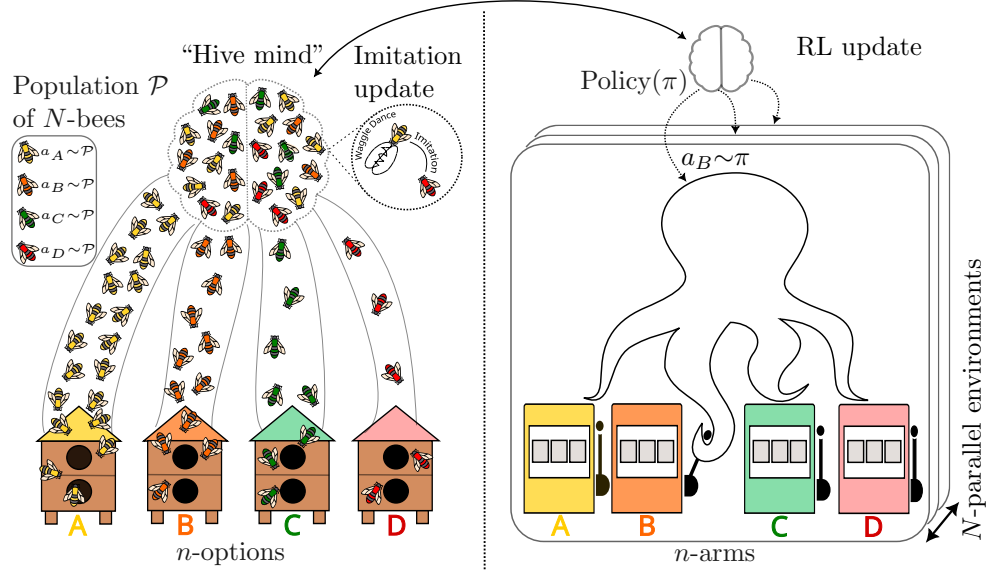 “Hive mind”
Imitation
update
Population 𝒫
of N-bees
a_A∼𝒫
a_B∼𝒫
a_C∼𝒫
a_D∼𝒫
Waggle Dance
Imitation
A
B
C
D
n-options
RL update
Policy(π)
a_B∼π
A
B
C
D
n-arms
N-parallel environments